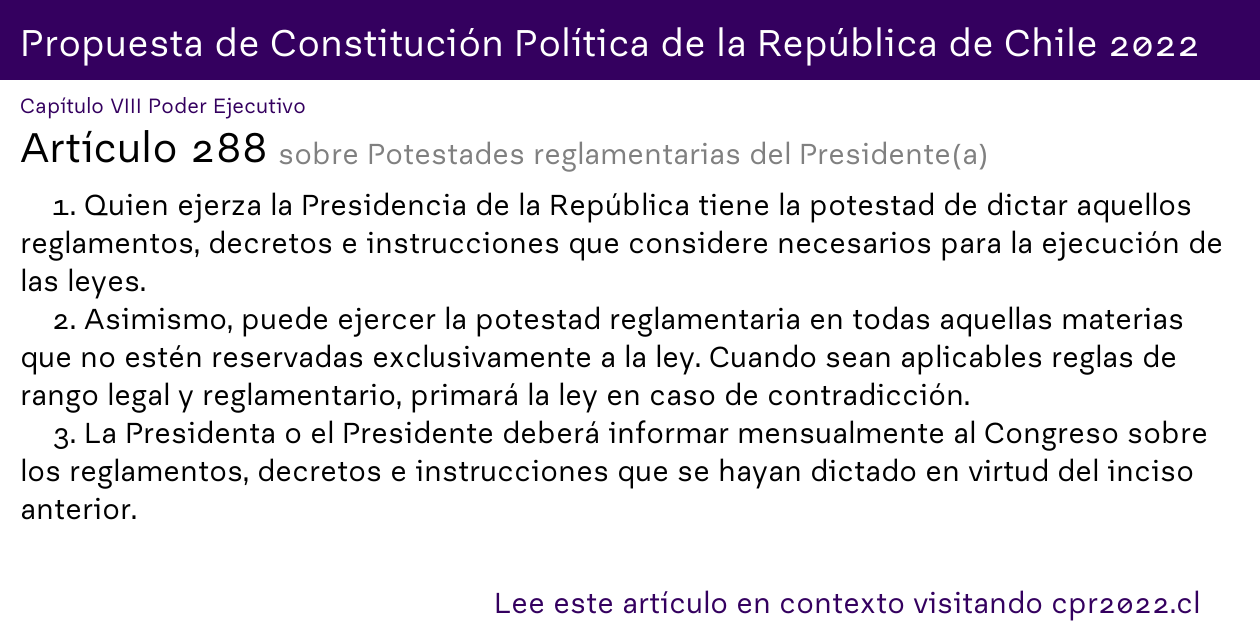 Propuesta de Constitución Política de la República de Chile 2022
Capítulo VIII Poder Ejecutivo
Artículo 288 sobre Potestades reglamentarias del Presidente(a)
1. Quien ejerza la Presidencia de la República tiene la potestad de dictar aquellos
reglamentos, decretos e instrucciones que considere necesarios para la ejecución de
las leyes.
2. Asimismo, puede ejercer la potestad reglamentaria en todas aquellas materias
que no estén reservadas exclusivamente a la ley. Cuando sean aplicables reglas de
rango legal y reglamentario, primará la ley en caso de contradicción.
3. La Presidenta o el Presidente deberá informar mensualmente al Congreso sobre
los reglamentos, decretos e instrucciones que se hayan dictado en virtud del inciso
anterior.
Lee este artículo en contexto visitando cpr2022.cl